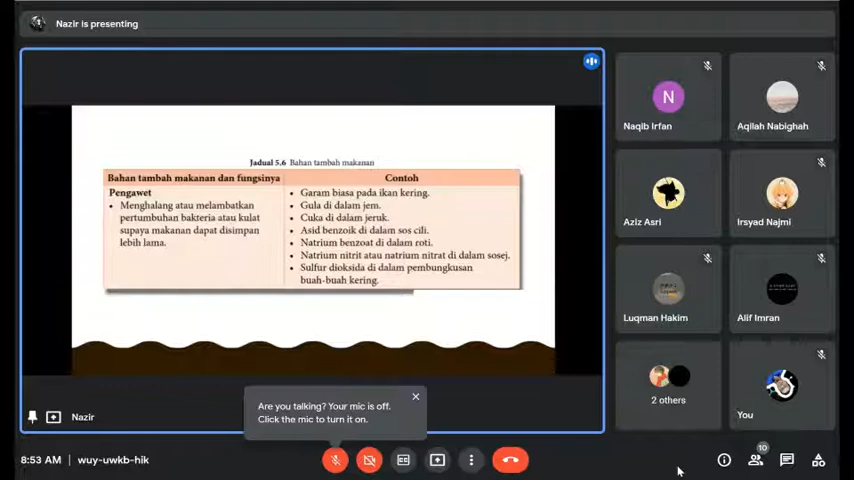 Nazir is presenting
Jadual 5.6 Bahan tambah makanan
Bahan tambah makanan dan fungsinya
Contoh
Pengawet
• Menghalang atau melambatkan
pertumbuhan bakteria atau kulat
supaya makanan dapat disimpan
lebih lama.
• Garam biasa pada ikan kering.
• Gula di dalam jem.
• Cuka di dalam jeruk.
• Asid benzoik di dalam sos cili.
• Natrium benzoat di dalam roti.
• Natrium nitrit atau natrium nitrat di dalam sosej.
• Sulfur dioksida di dalam pembungkusan
buah-buah kering.
Nazir
Are you talking? Your mic is off.
Click the mic to turn it on.
N
Naqib Irfan
Aqilah Nabighah
Aziz Asri
Irsyad Najmi
Luqman Hakim
Alif Imran
2 others
You
8:53 AM | wuy-uwkb-hik
10